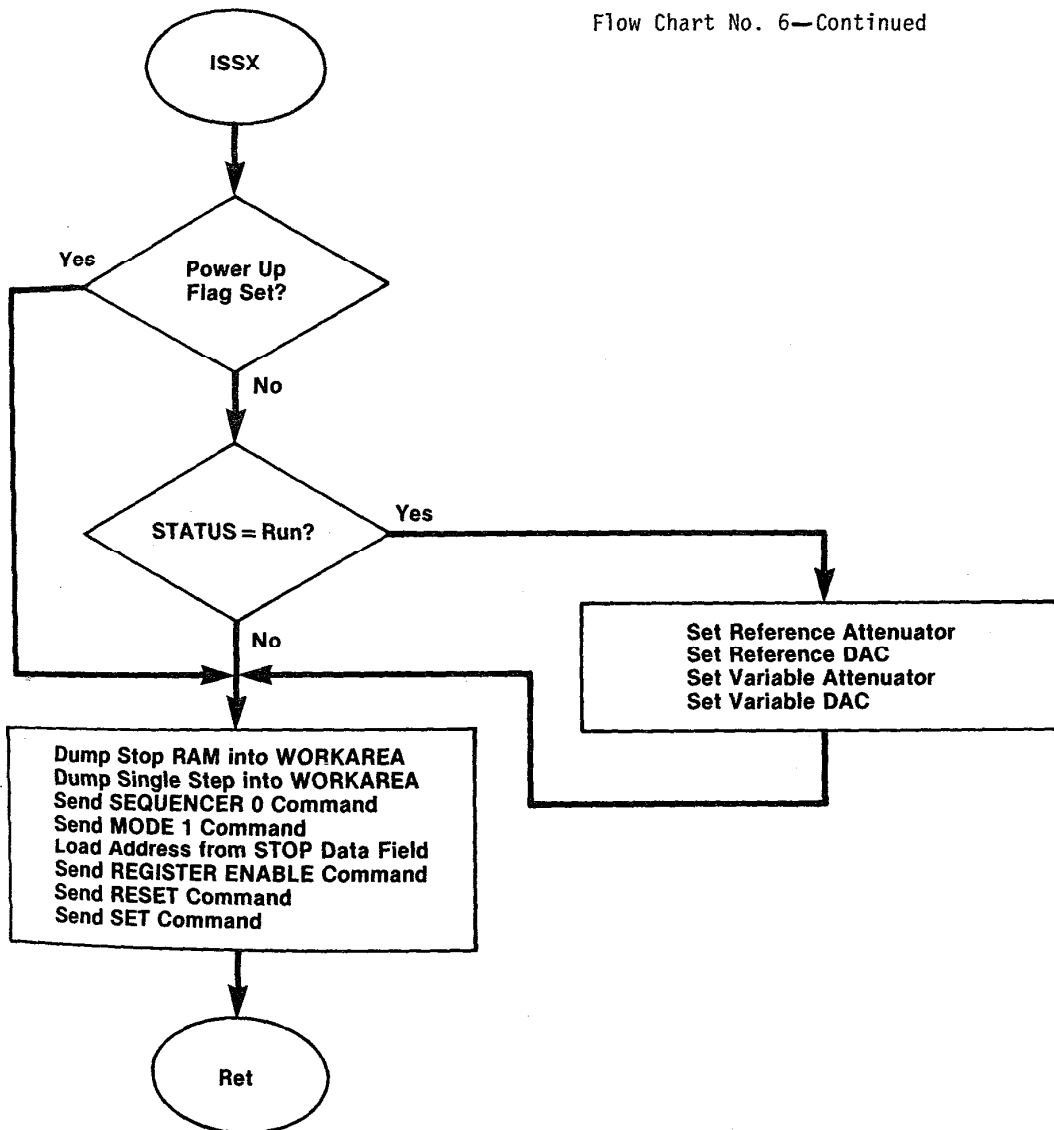 Flow Chart No. 6—Continued
ISSX
Yes
Power Up
Flag Set?
No
STATUS = Run?
Yes
No
Set Reference Attenuator
Set Reference DAC
Set Variable Attenuator
Set Variable DAC
Dump Stop RAM into WORKAREA
Dump Single Step into WORKAREA
Send SEQUENCER 0 Command
Send MODE 1 Command
Load Address from STOP Data Field
Send REGISTER ENABLE Command
Send RESET Command
Send SET Command
Ret